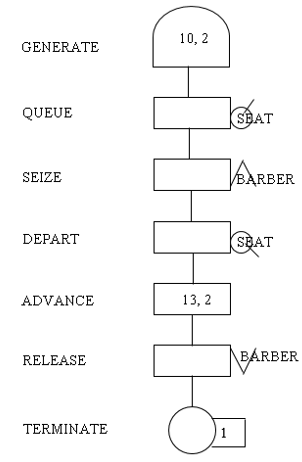 GENERATE 10, 2
QUEUE SEAT
SEIZE BARBER
DEPART SEAT
ADVANCE 13, 2
RELEASE BARBER
TERMINATE 1